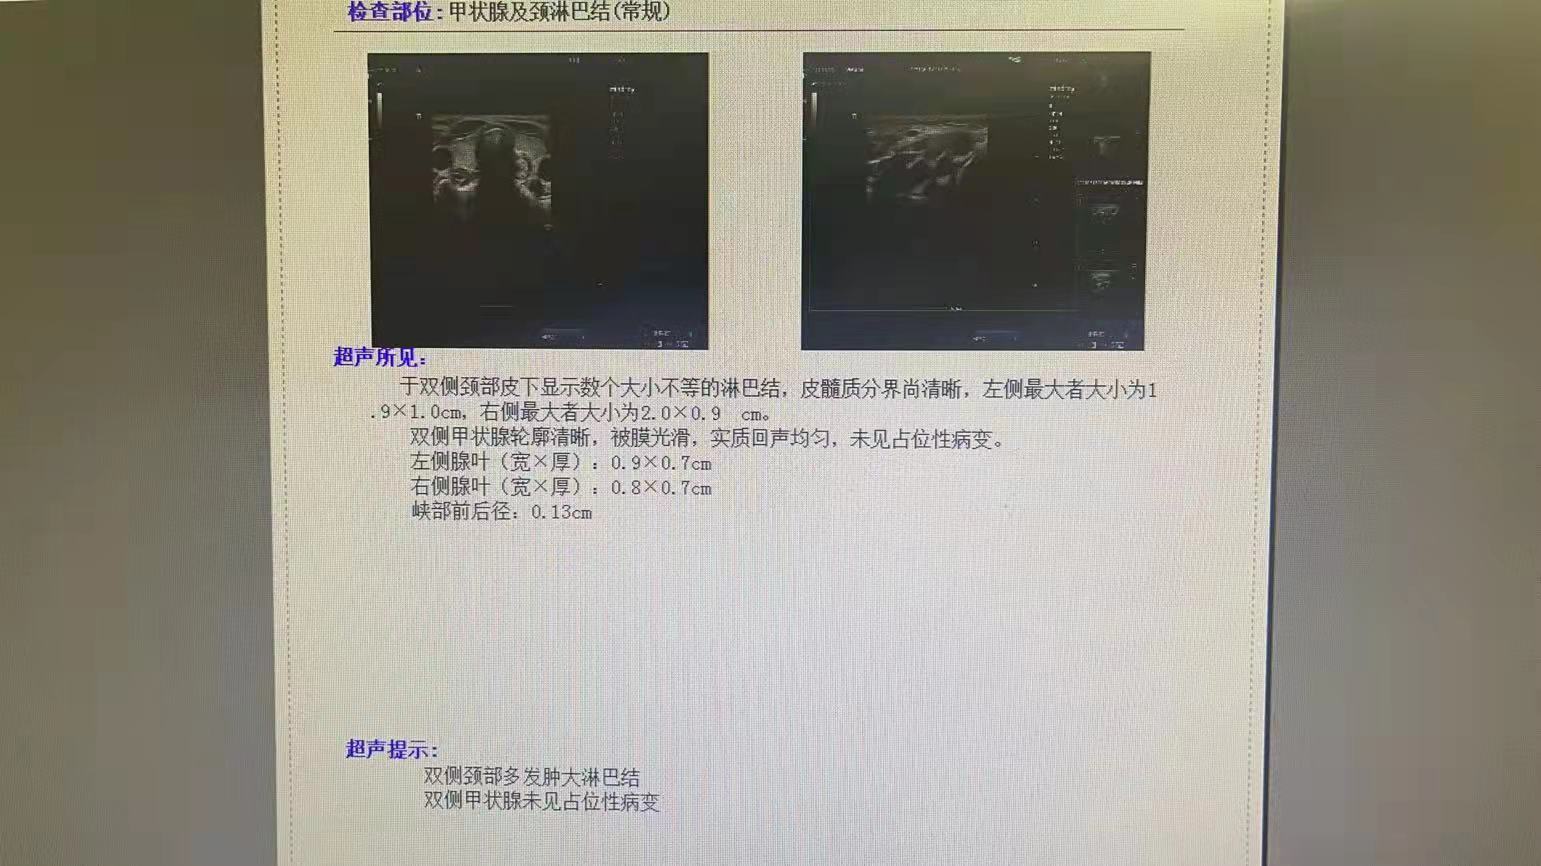 检查部位:甲状腺及颈淋巴结(常规)
mindray
mindray
超声所见:
于双侧颈部皮下显示数个大小不等的淋巴结，皮髓质分界尚清晰，左侧最大者大小为1
.9×1.0cm，右侧最大者大小为2.0×0.9 cm。
双侧甲状腺轮廓清晰，被膜光滑，实质回声均匀，未见占位性病变。
左侧腺叶（宽×厚）：0.9×0.7cm
右侧腺叶（宽×厚）：0.8×0.7cm
峡部前后径：0.13cm
超声提示:
双侧颈部多发肿大淋巴结
双侧甲状腺未见占位性病变